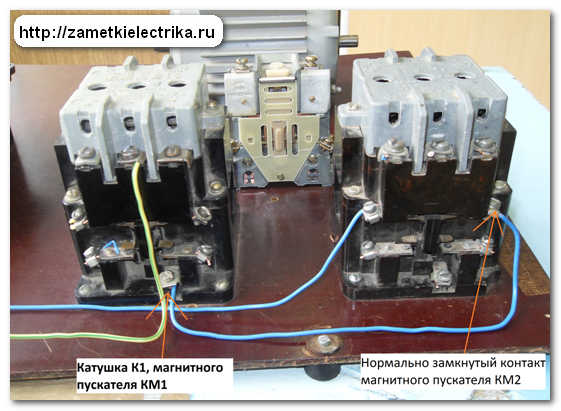 http://zametkielectrika.ru
Катушка К1, магнитного
пускателя КМ1
Нормально замкнутый контакт
магнитного пускателя КМ2